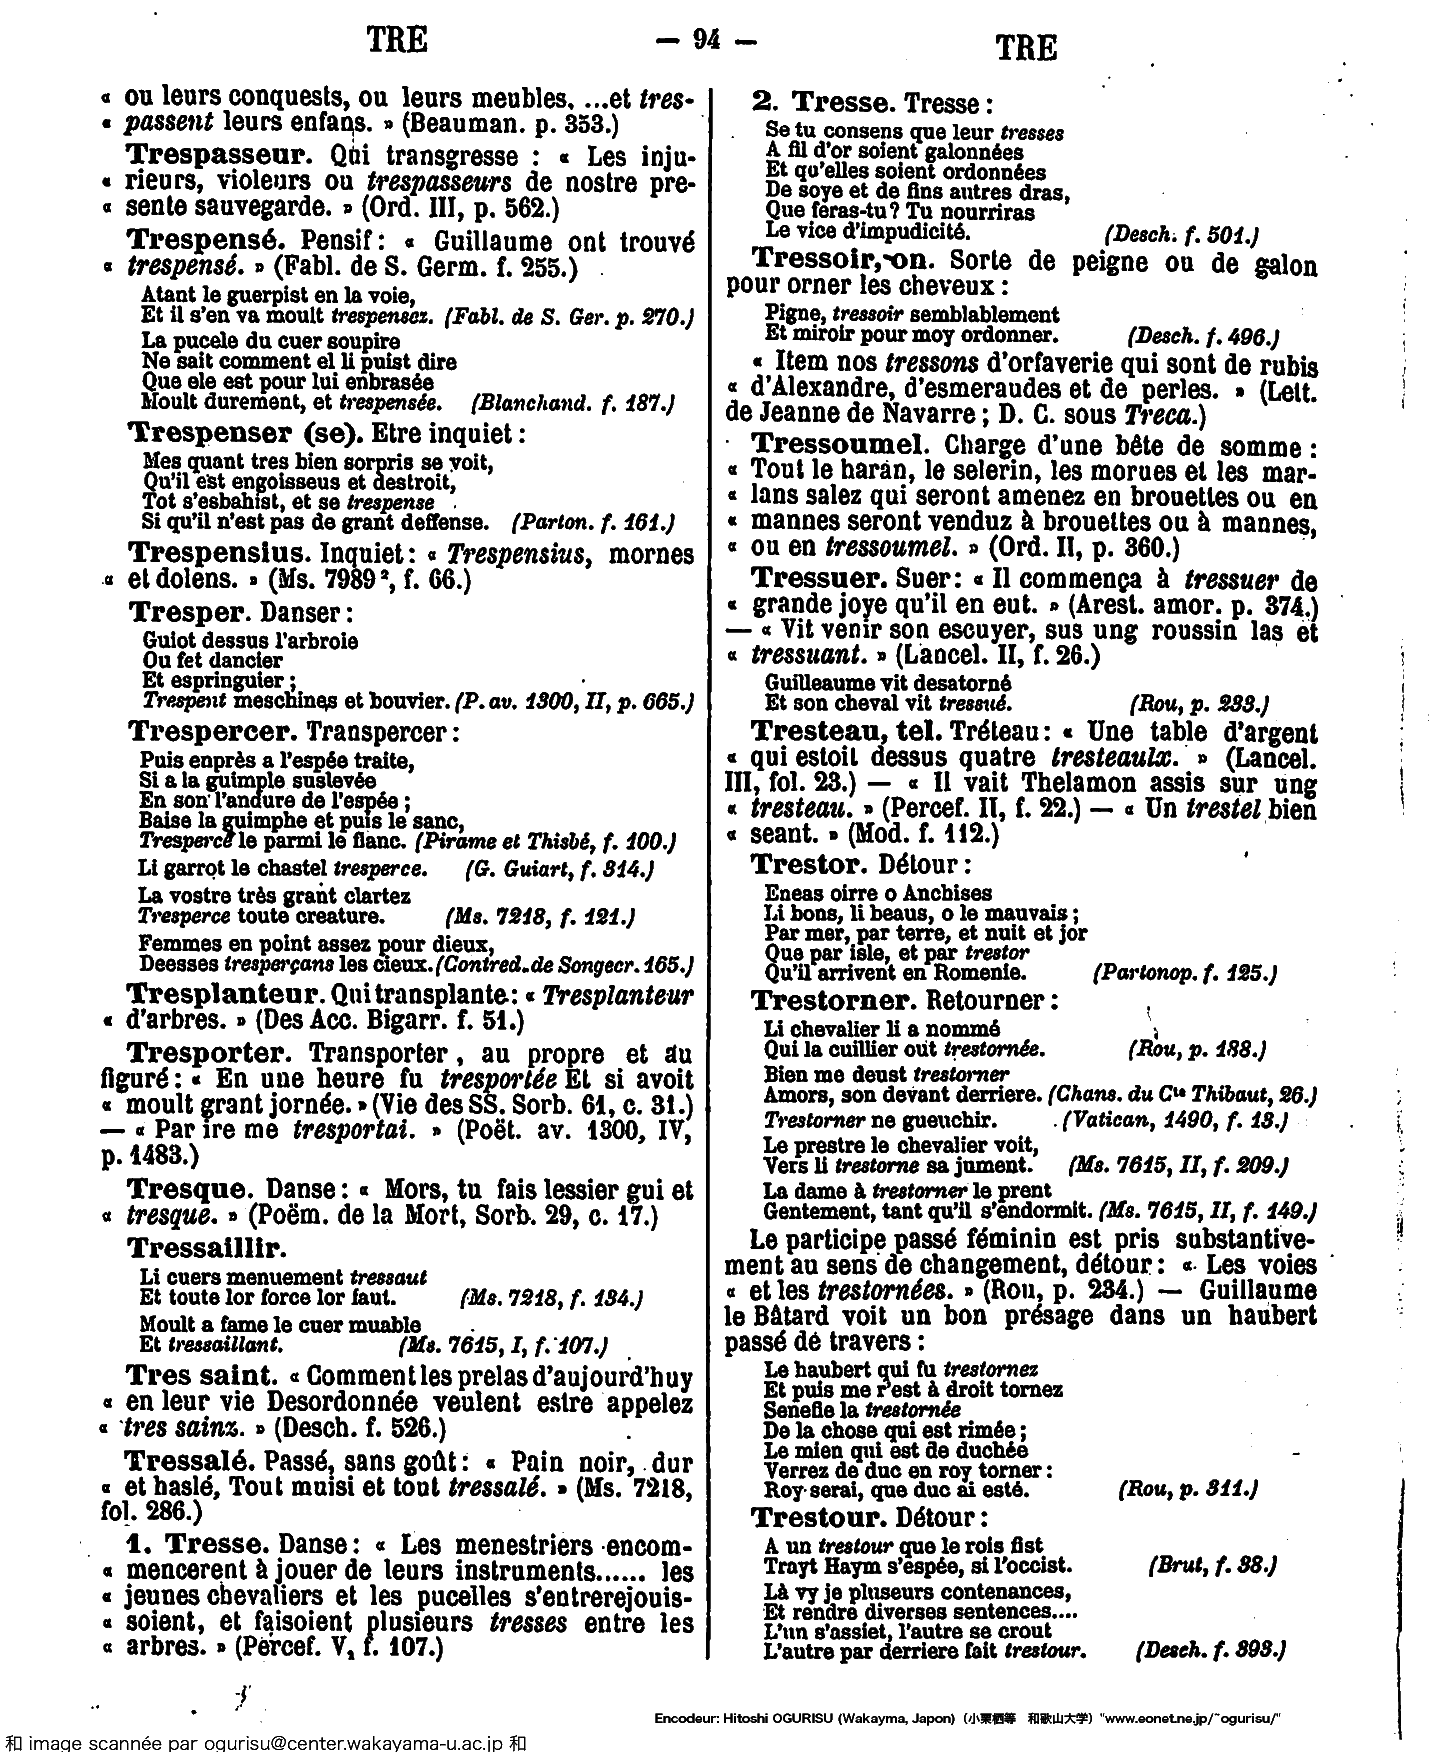 TRE
— 94 —
TRE
« ou leurs conquests, ou leurs meubles, ...et tres-
« passent leurs enfans. » (Beauman. p. 353.)
Trespasseur. Qui transgresse : « Les inju-
« rieurs, violeurs ou trespasseurs de nostre pre-
« sente sauvegarde. » (Ord. III, p. 562.)
Trespensé. Pensif : « Guillaume ont trouvé
« trespensé. » (Fabl. de S. Germ. f. 255.)
Atant le guerpist en la voie,
Et il s'en va moult trespensez. (Fabl. de S. Ger. p. 270.)
La pucele du cuer soupire
Ne sait comment el li puist dire
Que ele est pour lui enbrasée
Moult durement, et trespensée. (Blanchand. f. 187.)
Trespenser (se). Etre inquiet :
Mes quant tres bien sorpris se voit,
Qu'il est engoisseus et destroit,
Tot s'esbahist, et se trespense
Si qu'il n'est pas de grant deffense. (Parton. f. 161.)
Trespensius. Inquiet : « Trespensius, mornes
« et dolens. » (Ms. 7989², f. 66.)
Tresper. Danser :
Guiot dessus l'arbroie
Ou fet dancier
Et espringuier ;
Trespent meschines et bouvier. (P. av. 1300, II, p. 665.)
Trespercer. Transpercer :
Puis enprès a l'espée traite,
Si a la guimple suslevée
En son l'andure de l'espée ;
Baise la guimphe et puis le sanc,
Tresperce le parmi le flanc. (Pirame et Thisbé, f. 100.)
Li garrot le chastel tresperce. (G. Guiart, f. 314.)
La vostre très grant clartez
Tresperce toute creature. (Ms. 7218, f. 121.)
Femmes en point assez pour dieux,
Deesses tresperçans les cieux. (Contred. de Songecr. 165.)
Tresplanteur. Qui transplante : « Tresplanteur
« d'arbres. » (Des Acc. Bigarr. f. 51.)
Tresporter. Transporter, au propre et au
figuré : « En une heure fu tresportée Et si avoit
« moult grant jornée. » (Vie des SS. Sorb. 61, c. 31.)
— « Par ire me tresportai. » (Poët. av. 1300, IV,
p. 1483.)
Tresque. Danse : « Mors, tu fais lessier gui et
« tresque. » (Poëm. de la Mort, Sorb. 29, c. 17.)
Tressaillir.
Li cuers menuement tressaut
Et toute lor force lor faut. (Ms. 7218, f. 134.)
Moult a fame le cuer muable
Et tressaillant. (Ms. 7615, I, f. 107.)
Tres saint. « Comment les prelas d'aujourd'huy
« en leur vie Desordonnée veulent estre appelez
« tres sainz. » (Desch. f. 526.)
Tressalé. Passé, sans goût : « Pain noir, dur
« et haslé, Tout muisi et tout tressalé. » (Ms. 7218,
fol. 286.)
1. Tresse. Danse : « Les menestriers encom-
« mencerent à jouer de leurs instruments...... les
« jeunes chevaliers et les pucelles s'entrerejouis-
« soient, et faisoient plusieurs tresses entre les
« arbres. » (Percef. V, f. 107.)
2. Tresse. Tresse :
Se tu consens que leur tresses
A fil d'or soient galonnées
Et qu'elles soient ordonnées
De soye et de fins autres dras,
Que feras-tu ? Tu nourriras
Le vice d'impudicité. (Desch. f. 501.)
Tressoir, on. Sorte de peigne ou de galon
pour orner les cheveux :
Pigne, tressoir semblablement
Et miroir pour moy ordonner. (Desch. f. 496.)
« Item nos tressons d'orfaverie qui sont de rubis
« d'Alexandre, d'esmeraudes et de perles. » (Lett.
de Jeanne de Navarre ; D. C. sous Treca.)
Tressoumel. Charge d'une bête de somme :
« Tout le haran, le selerin, les morues et les mar-
« lans salez qui seront amenez en brouettes ou en
« mannes seront venduz à brouettes ou à mannes,
« ou en tressoumel. » (Ord. II, p. 360.)
Tressuer. Suer : « Il commença à tressuer de
« grande joye qu'il en eut. » (Arest. amor. p. 374.)
— « Vit venir son escuyer, sus ung roussin las et
« tressuant. » (Lancel. II, f. 26.)
Guilleaume vit desatorné
Et son cheval vit tressué. (Rou, p. 233.)
Tresteau, tel. Tréteau : « Une table d'argent
« qui estoit dessus quatre tresteaulx. » (Lancel.
III, fol. 23.) — « Il vait Thelamon assis sur ung
« tresteau. » (Percef. II, f. 22.) — « Un trestel bien
« seant. » (Mod. f. 112.)
Trestor. Détour :
Eneas oirre o Anchises
Li bons, li beaus, o le mauvais ;
Par mer, par terre, et nuit et jor
Que par isle, et par trestor
Qu'il arrivent en Romenie. (Partonop. f. 125.)
Trestorner. Retourner :
Li chevalier li a nommé
Qui la cuillier out trestornée. (Rou, p. 188.)
Bien me deust trestorner
Amors, son devant derriere. (Chans. du Cte Thibaut, 26.)
Trestorner ne gueuchir. (Vatican, 1490, f. 13.)
Le prestre le chevalier voit,
Vers li trestorne sa jument. (Ms. 7615, II, f. 209.)
La dame à trestorner le prent
Gentement, tant qu'il s'endormit. (Ms. 7615, II, f. 149.)
Le participe passé féminin est pris substantive-
ment au sens de changement, détour : « Les voies
« et les trestornées. » (Rou, p. 234.) — Guillaume
le Bâtard voit un bon présage dans un haubert
passé de travers :
Le haubert qui fu trestornez
Et puis me r'est à droit tornez
Senefie la trestornée
De la chose qui est rimée ;
Le mien qui est de duchée
Verrez de duc en roy torner :
Roy serai, que duc ai esté. (Rou, p. 311.)
Trestour. Détour :
A un trestour que le rois fist
Trayt Haym s'espée, si l'occist. (Brut, f. 38.)
Là vy je pluseurs contenances,
Et rendre diverses sentences....
L'un s'assiet, l'autre se crout
L'autre par derriere fait trestour. (Desch. f. 393.)
Encodeur: Hitoshi OGURISU (Wakayma, Japon) (小栗栖等 和歌山大学) "www.eonet.ne.jp/~ogurisu/"
和 image scannée par ogurisu@center.wakayama-u.ac.jp 和